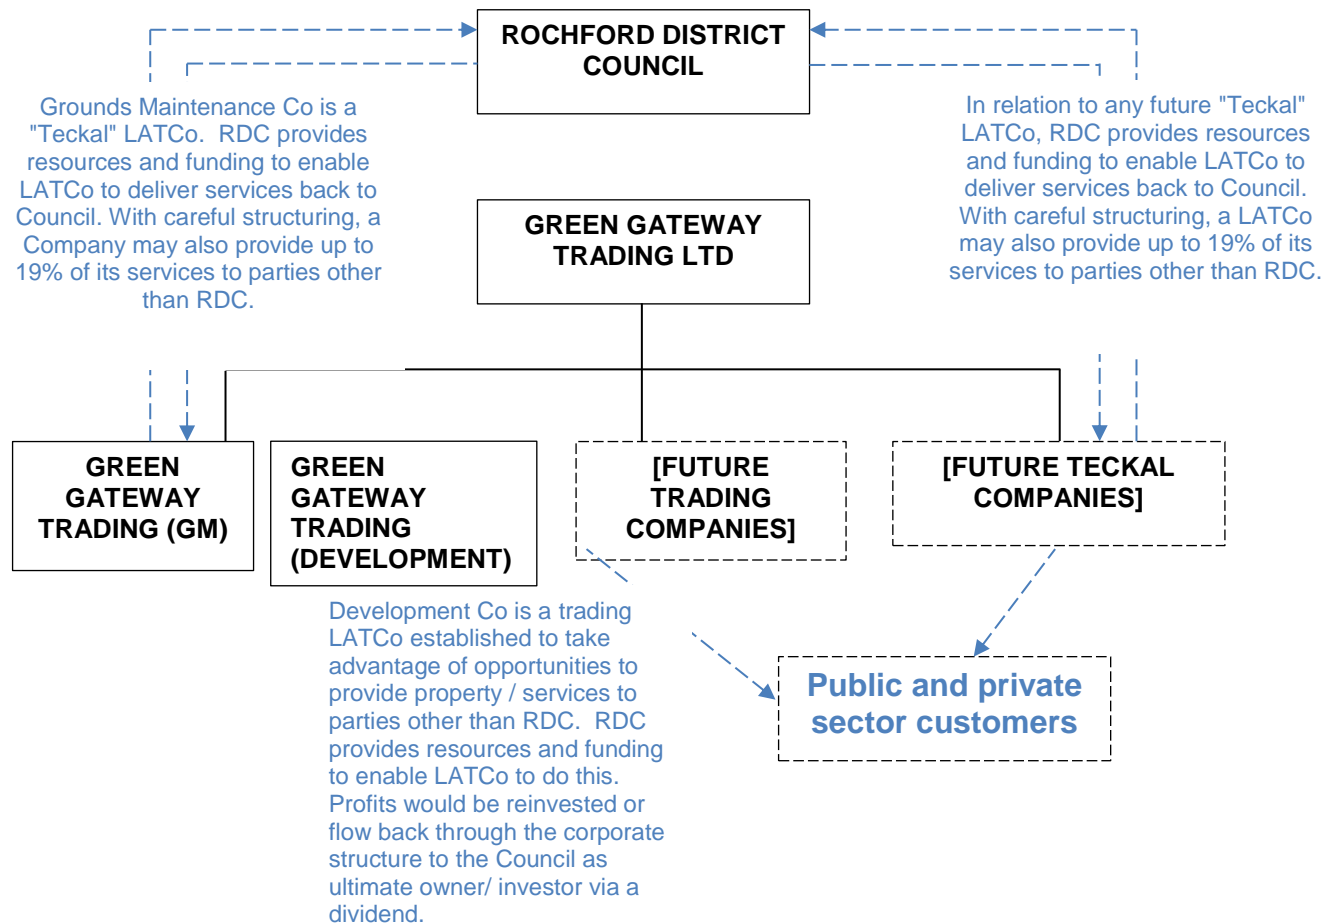 ROCHFORD DISTRICT
COUNCIL
Grounds Maintenance Co is a
"Teckal" LATCo.  RDC provides
resources and funding to enable
LATCo to deliver services back to
Council. With careful structuring, a
Company may also provide up to
19% of its services to parties other
than RDC.
In relation to any future "Teckal"
LATCo, RDC provides resources
and funding to enable LATCo to
deliver services back to Council.
With careful structuring, a LATCo
may also provide up to 19% of its
services to parties other than RDC.
GREEN GATEWAY
TRADING LTD
GREEN
GATEWAY
TRADING (GM)
GREEN
GATEWAY
TRADING
(DEVELOPMENT)
[FUTURE
TRADING
COMPANIES]
[FUTURE TECKAL
COMPANIES]
Development Co is a trading
LATCo established to take
advantage of opportunities to
provide property / services to
parties other than RDC.  RDC
provides resources and funding
to enable LATCo to do this.
Profits would be reinvested or
flow back through the corporate
structure to the Council as
ultimate owner/ investor via a
dividend.
Public and private
sector customers